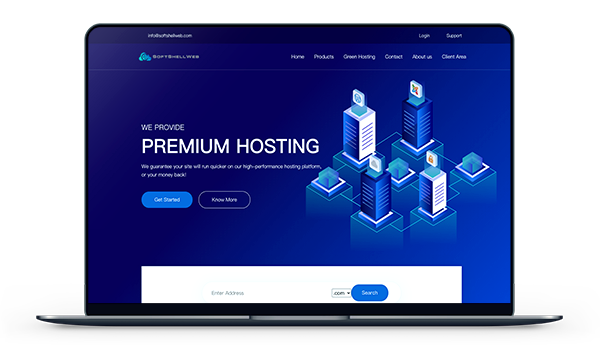 info@softshellweb.com
Login
Support
SOFTSHELLWEB
Home
Products
Green Hosting
Contact
About us
Client Area
WE PROVIDE
PREMIUM HOSTING
We guarantee your site will run quicker on our high-performance hosting platform,
or your money back!
Get Started
Know More
Enter Address
.com
Search